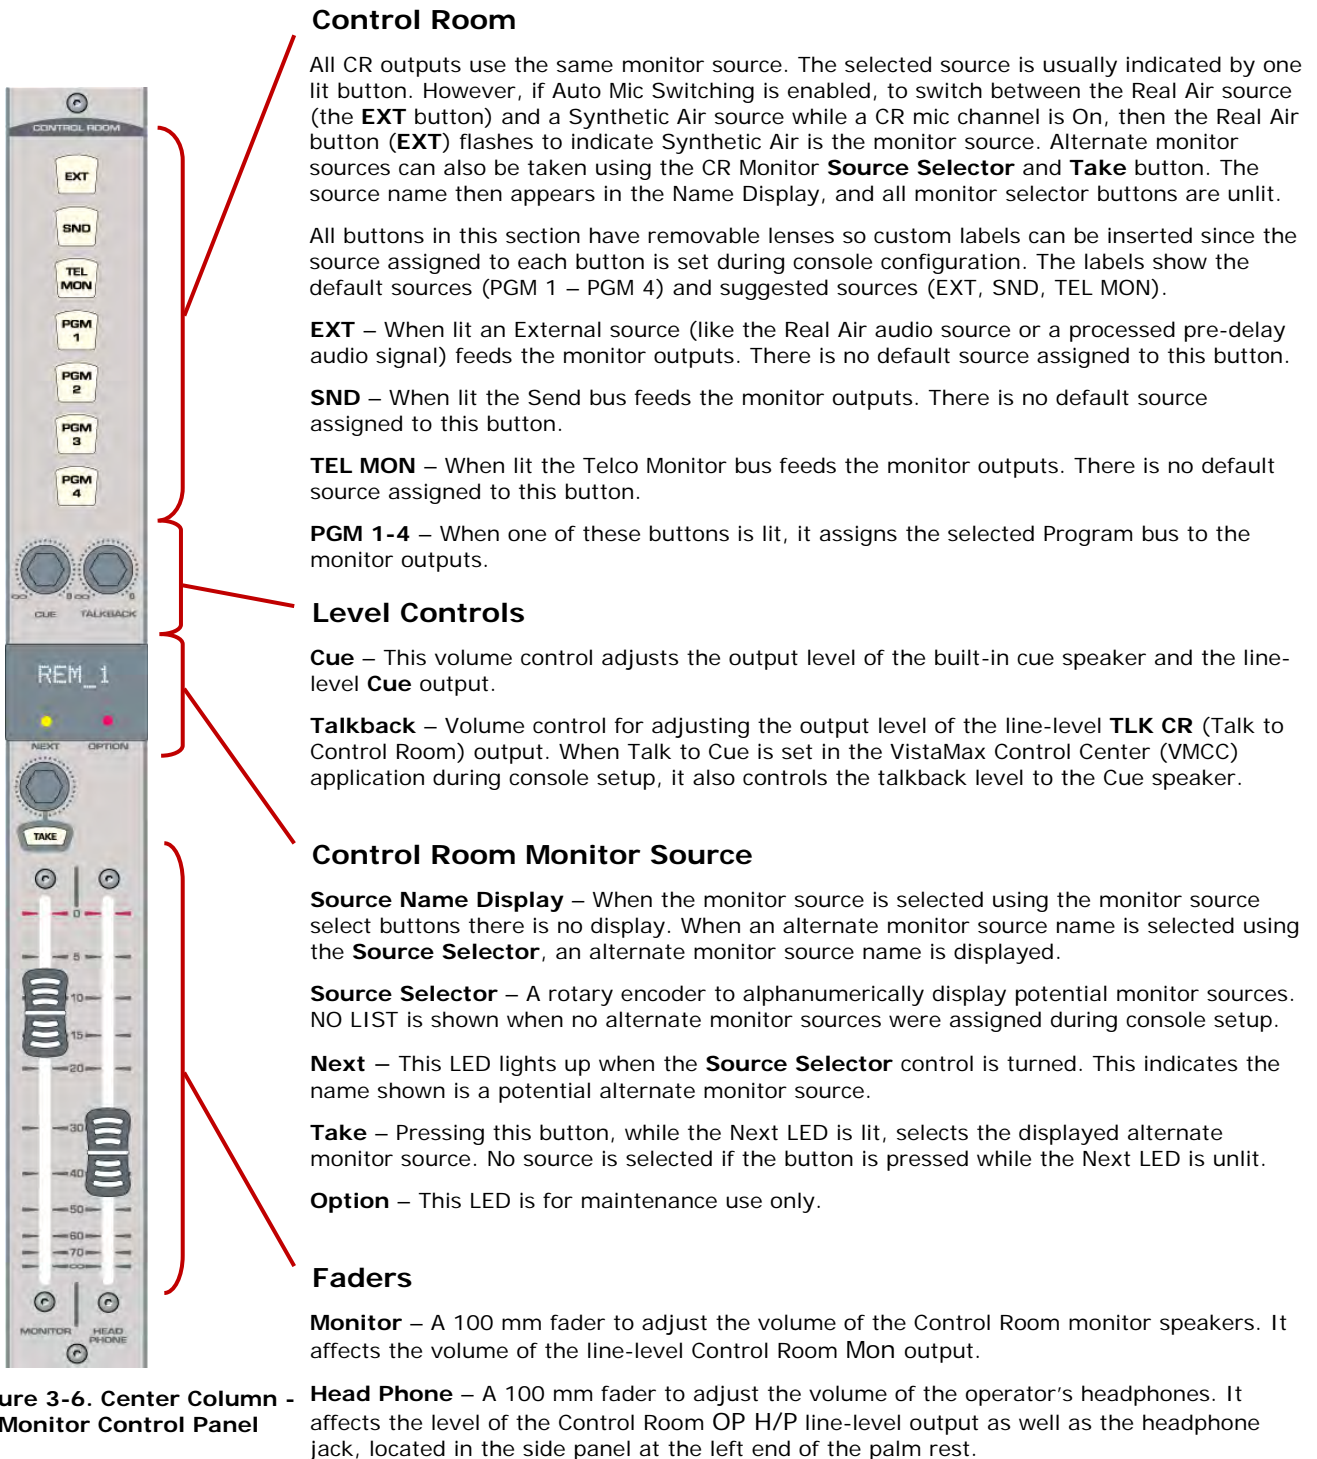 Control Room
All CR outputs use the same monitor source. The selected source is usually indicated by one
lit button. However, if Auto Mic Switching is enabled, to switch between the Real Air source
(the EXT button) and a Synthetic Air source while a CR mic channel is On, then the Real Air
button (EXT) flashes to indicate Synthetic Air is the monitor source. Alternate monitor
sources can also be taken using the CR Monitor Source Selector and Take button. The
source name then appears in the Name Display, and all monitor selector buttons are unlit.
All buttons in this section have removable lenses so custom labels can be inserted since the
source assigned to each button is set during console configuration. The labels show the
default sources (PGM 1 – PGM 4) and suggested sources (EXT, SND, TEL MON).
EXT – When lit an External source (like the Real Air audio source or a processed pre-delay
audio signal) feeds the monitor outputs. There is no default source assigned to this button.
SND – When lit the Send bus feeds the monitor outputs. There is no default source
assigned to this button.
TEL MON – When lit the Telco Monitor bus feeds the monitor outputs. There is no default
source assigned to this button.
PGM 1-4 – When one of these buttons is lit, it assigns the selected Program bus to the
monitor outputs.
Level Controls
Cue – This volume control adjusts the output level of the built-in cue speaker and the line-
level Cue output.
Talkback – Volume control for adjusting the output level of the line-level TLK CR (Talk to
Control Room) output. When Talk to Cue is set in the VistaMax Control Center (VMCC)
application during console setup, it also controls the talkback level to the Cue speaker.
Control Room Monitor Source
Source Name Display – When the monitor source is selected using the monitor source
select buttons there is no display. When an alternate monitor source name is selected using
the Source Selector, an alternate monitor source name is displayed.
Source Selector – A rotary encoder to alphanumerically display potential monitor sources.
NO LIST is shown when no alternate monitor sources were assigned during console setup.
Next – This LED lights up when the Source Selector control is turned. This indicates the
name shown is a potential alternate monitor source.
Take – Pressing this button, while the Next LED is lit, selects the displayed alternate
monitor source. No source is selected if the button is pressed while the Next LED is unlit.
Option – This LED is for maintenance use only.
Faders
Monitor – A 100 mm fader to adjust the volume of the Control Room monitor speakers. It
affects the volume of the line-level Control Room Mon output.
Head Phone – A 100 mm fader to adjust the volume of the operator's headphones. It
affects the level of the Control Room OP H/P line-level output as well as the headphone
jack, located in the side panel at the left end of the palm rest.
CONTROL ROOM
EXT
SND
TEL
MON
PGM
1
PGM
2
PGM
3
PGM
4
∞ 8 ∞ 8
CUE TALKBACK
REM_1
NEXT OPTION
TAKE
0
5
10
15
20
30
40
50
60
70
∞
MONITOR HEAD
PHONE
ure 3-6. Center Column -
Monitor Control Panel